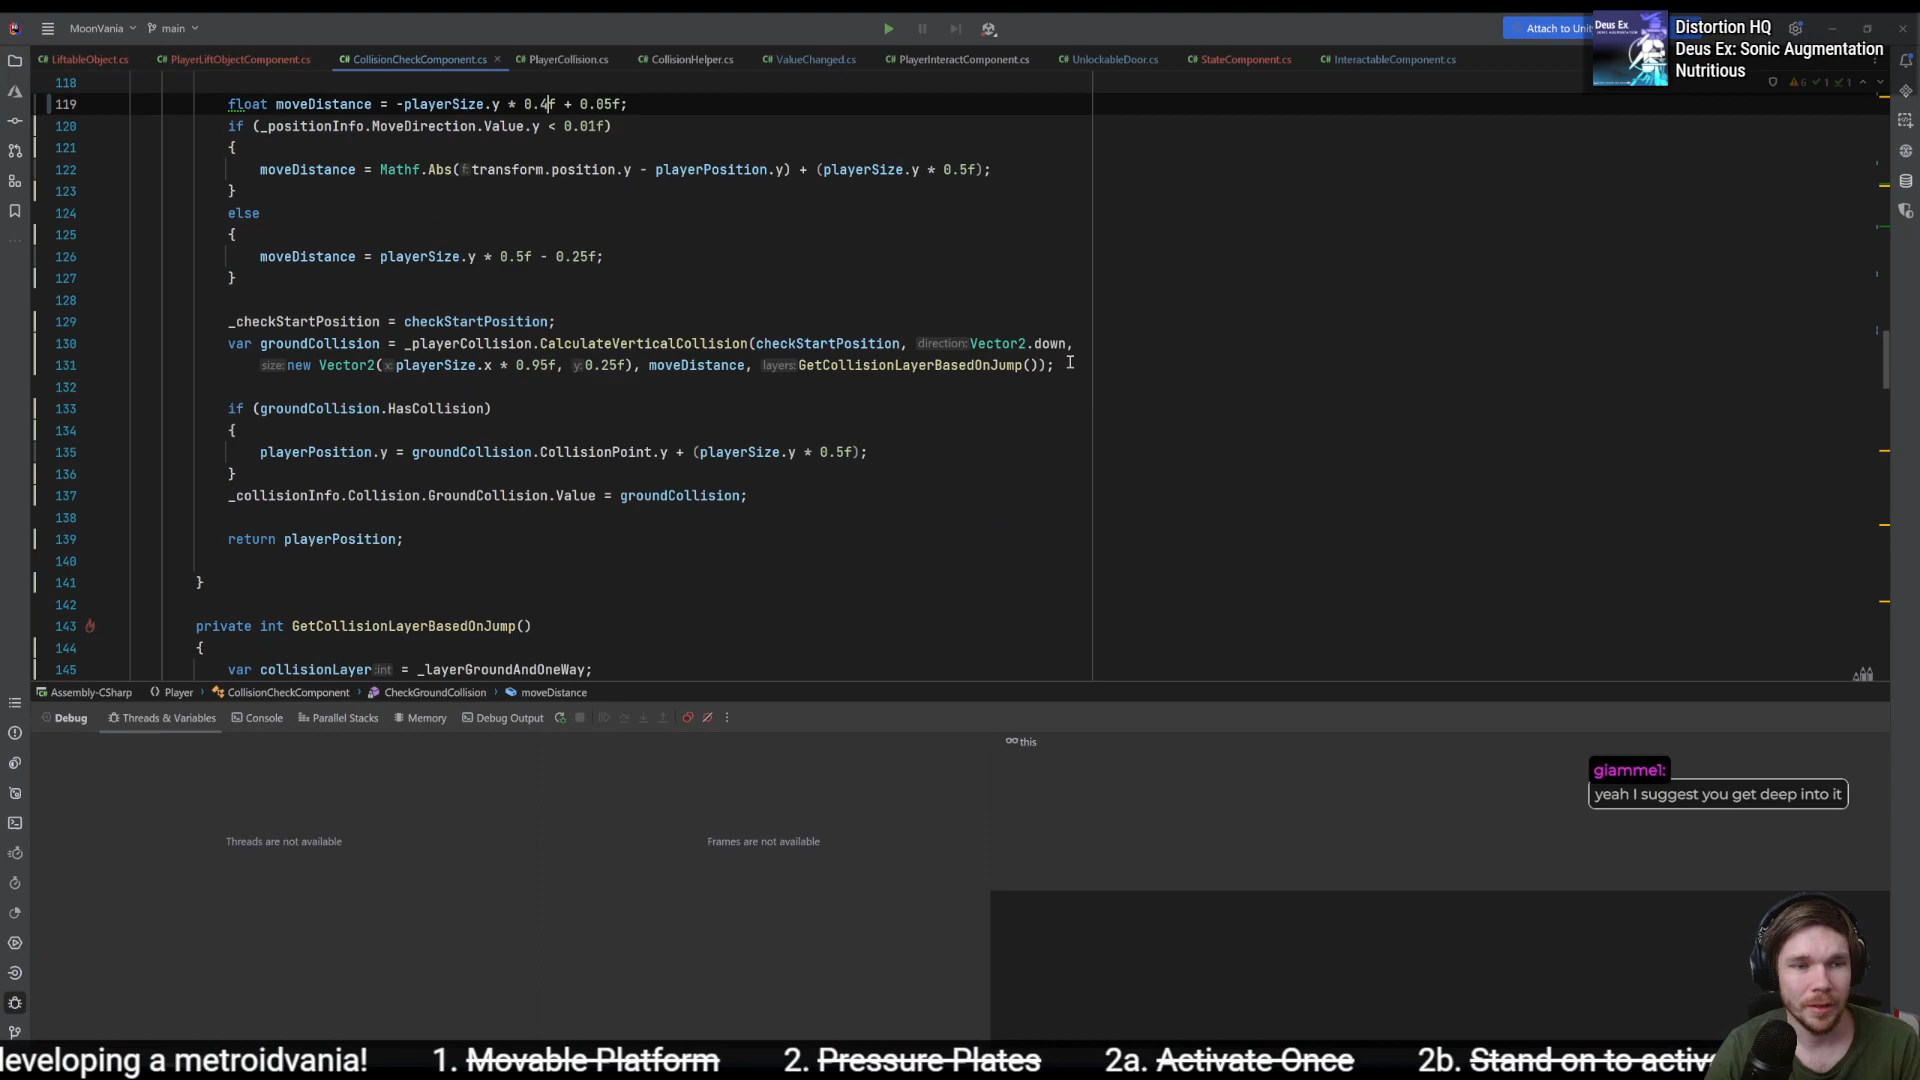 MoonVania
main
Attach to Unit
Deus Ex
Distortion HQ
Deus Ex: Sonic Augmentation
Nutritious
LiftableObject.cs
PlayerLiftObjectComponent.cs
CollisionCheckComponent.cs
PlayerCollision.cs
CollisionHelper.cs
ValueChanged.cs
PlayerInteractComponent.cs
UnlockableDoor.cs
StateComponent.cs
InteractableComponent.cs
6 1 1
118
119 float moveDistance = -playerSize.y * 0.4f + 0.05f;
120 if (_positionInfo.MoveDirection.Value.y < 0.01f)
121 {
122 moveDistance = Mathf.Abs(f:transform.position.y - playerPosition.y) + (playerSize.y * 0.5f);
123 }
124 else
125 {
126 moveDistance = playerSize.y * 0.5f - 0.25f;
127 }
128
129 _checkStartPosition = checkStartPosition;
130 var groundCollision = _playerCollision.CalculateVerticalCollision(checkStartPosition, direction:Vector2.down,
131 size:new Vector2(x:playerSize.x * 0.95f, y:0.25f), moveDistance, layers:GetCollisionLayerBasedOnJump());
132
133 if (groundCollision.HasCollision)
134 {
135 playerPosition.y = groundCollision.CollisionPoint.y + (playerSize.y * 0.5f);
136 }
137 _collisionInfo.Collision.GroundCollision.Value = groundCollision;
138
139 return playerPosition;
140
141 }
142
143 private int GetCollisionLayerBasedOnJump()
144 {
145 var collisionLayer:int = _layerGroundAndOneWay;
Assembly-CSharp
Player
CollisionCheckComponent
CheckGroundCollision
moveDistance
Debug
Threads & Variables
Console
Parallel Stacks
Memory
Debug Output
this
Threads are not available
Frames are not available
giamme1:
yeah I suggest you get deep into it
developing a metroidvania! 1. Movable Platform 2. Pressure Plates 2a. Activate Once 2b. Stand on to activ